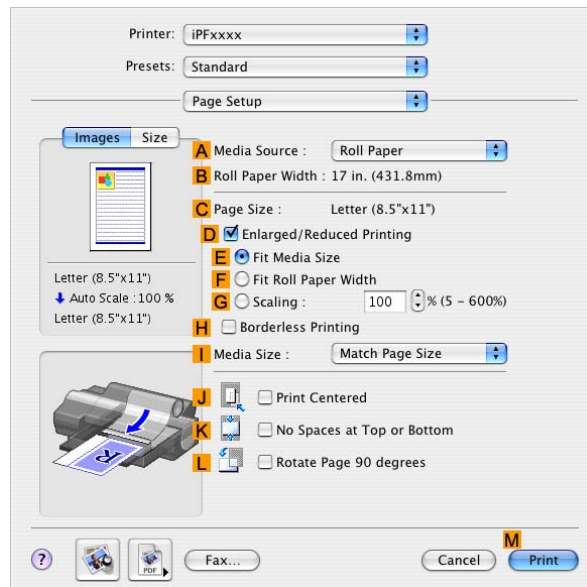 Printer: iPFxxxx
Presets: Standard
Page Setup
Images Size
A Media Source : Roll Paper
B Roll Paper Width : 17 in. (431.8mm)
C Page Size : Letter (8.5"x11")
D Enlarged/Reduced Printing
E Fit Media Size
F Fit Roll Paper Width
G Scaling : 100 % (5 - 600%)
Letter (8.5"x11")
Auto Scale :100 %
Letter (8.5"x11")
H Borderless Printing
I Media Size : Match Page Size
J Print Centered
K No Spaces at Top or Bottom
L Rotate Page 90 degrees
R
M
? PDF Fax... Cancel Print